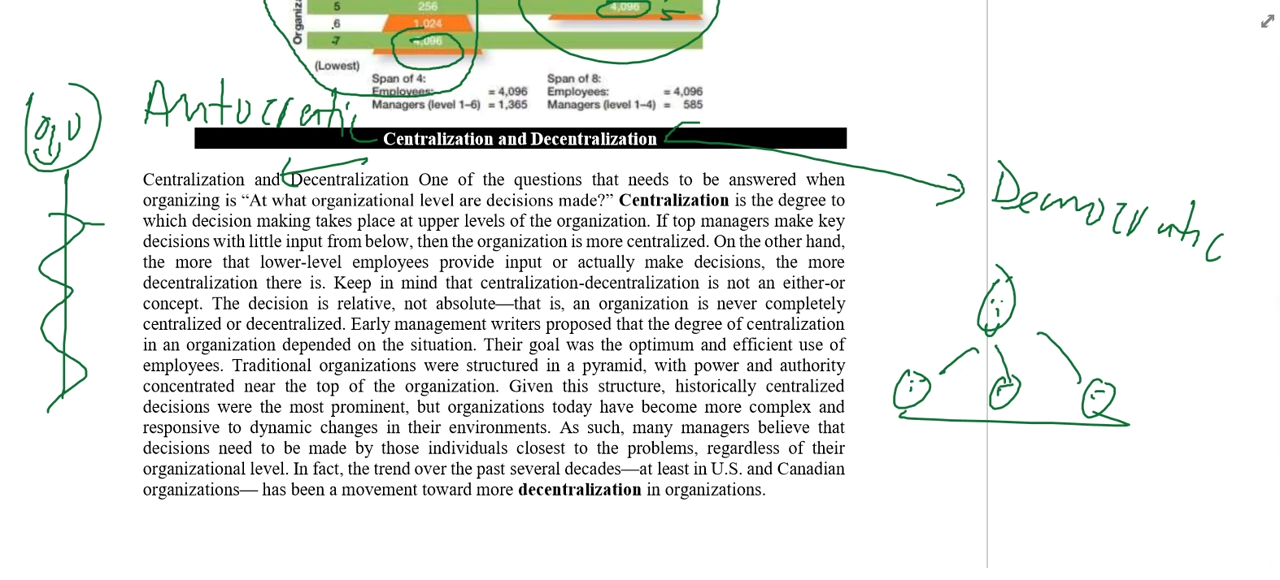 Organiz
5 256 4,096 5
6 1,024
7 4,096
(Lowest)
Span of 4: Span of 8:
Employees: = 4,096 Employees: = 4,096
Managers (level 1–6) = 1,365 Managers (level 1–4) = 585
Autocratic
Centralization and Decentralization
Democratic
Centralization and Decentralization One of the questions that needs to be answered when
organizing is “At what organizational level are decisions made?” Centralization is the degree to
which decision making takes place at upper levels of the organization. If top managers make key
decisions with little input from below, then the organization is more centralized. On the other hand,
the more that lower-level employees provide input or actually make decisions, the more
decentralization there is. Keep in mind that centralization-decentralization is not an either-or
concept. The decision is relative, not absolute—that is, an organization is never completely
centralized or decentralized. Early management writers proposed that the degree of centralization
in an organization depended on the situation. Their goal was the optimum and efficient use of
employees. Traditional organizations were structured in a pyramid, with power and authority
concentrated near the top of the organization. Given this structure, historically centralized
decisions were the most prominent, but organizations today have become more complex and
responsive to dynamic changes in their environments. As such, many managers believe that
decisions need to be made by those individuals closest to the problems, regardless of their
organizational level. In fact, the trend over the past several decades—at least in U.S. and Canadian
organizations— has been a movement toward more decentralization in organizations.